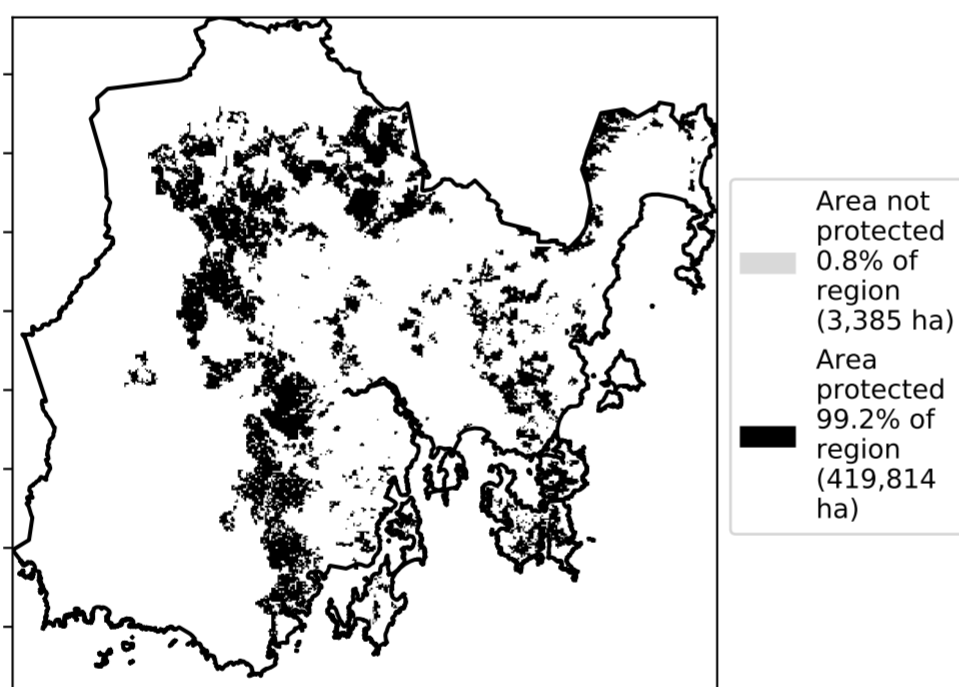 Area not
protected
0.8% of
region
(3,385 ha)
Area
protected
99.2% of
region
(419,814
ha)